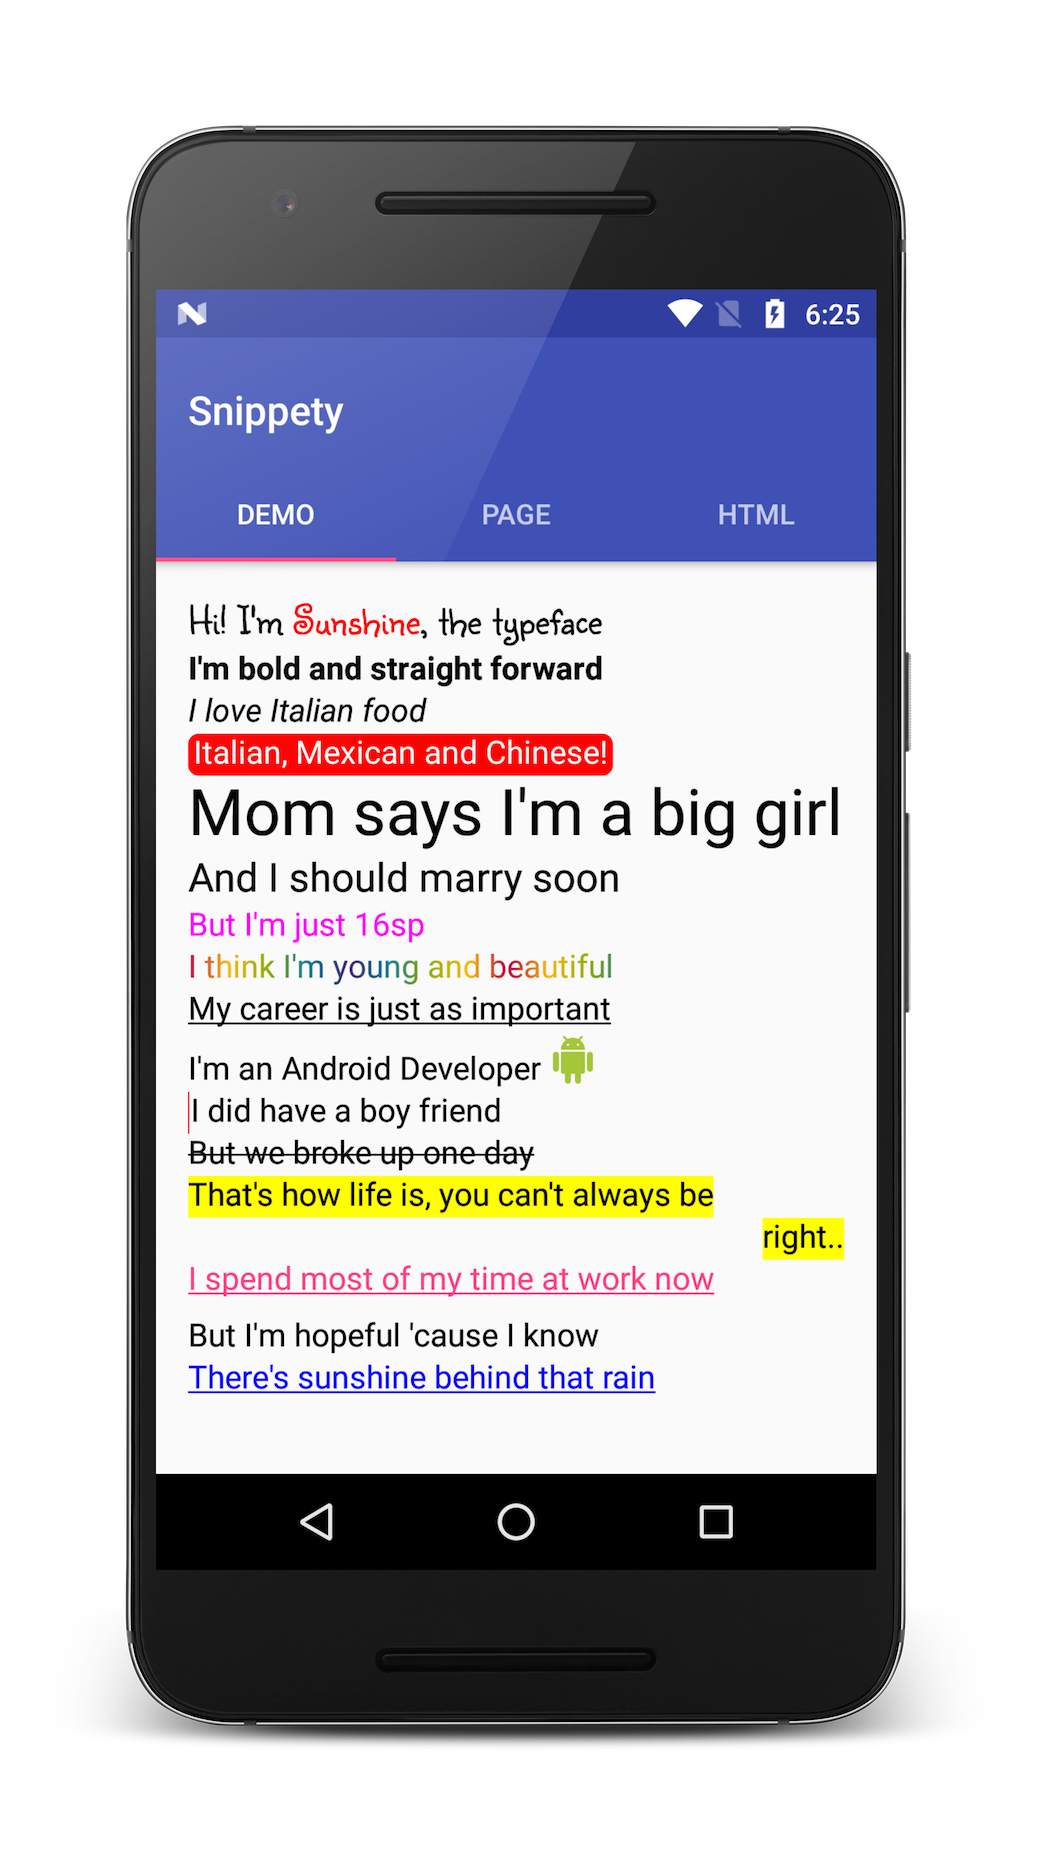 6:25
Snippety
DEMO PAGE HTML
Hi! I'm Sunshine, the typeface
I'm bold and straight forward
I love Italian food
Italian, Mexican and Chinese!
Mom says I'm a big girl
And I should marry soon
But I'm just 16sp
I think I'm young and beautiful
My career is just as important
I'm an Android Developer
I did have a boy friend
But we broke up one day
That's how life is, you can't always be
right..
I spend most of my time at work now
But I'm hopeful 'cause I know
There's sunshine behind that rain